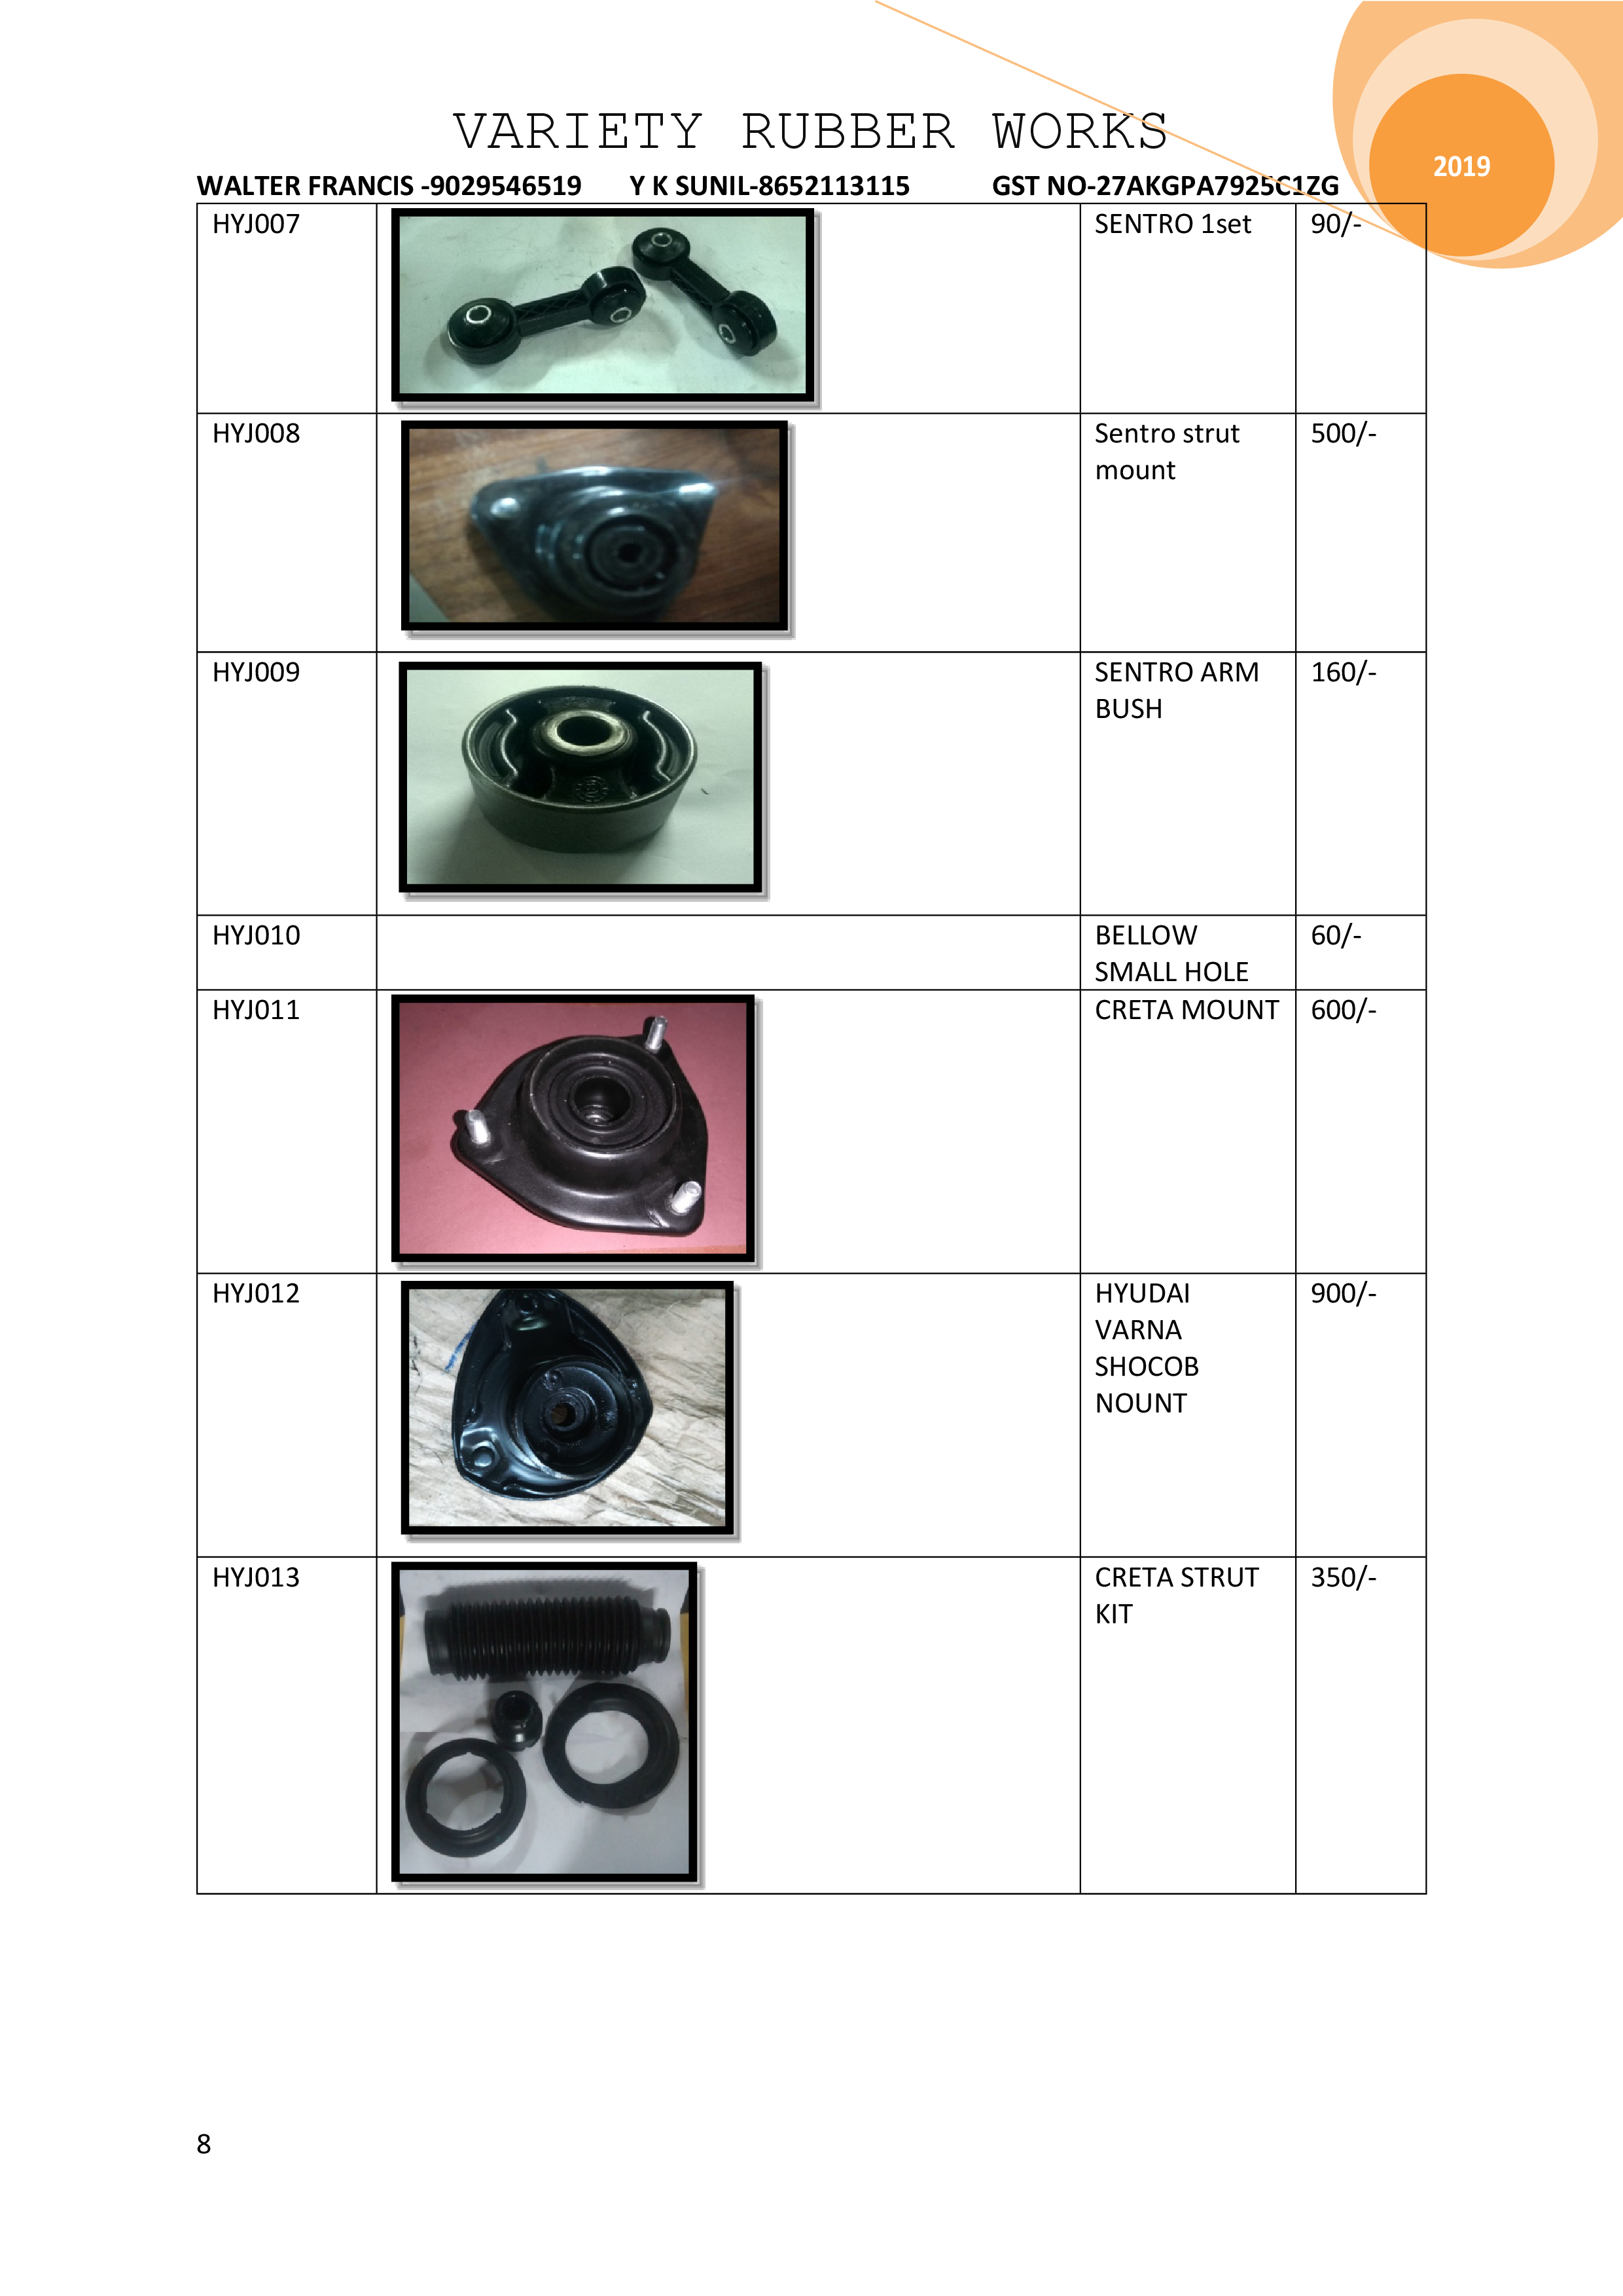 VARIETY RUBBER WORKS
2019
WALTER FRANCIS -9029546519 Y K SUNIL-8652113115 GST NO-27AKGPA7925C1ZG
HYJ007 SENTRO 1set 90/-
HYJ008 Sentro strut 500/-
mount
HYJ009 SENTRO ARM 160/-
BUSH
HYJ010 BELLOW 60/-
SMALL HOLE
HYJ011 CRETA MOUNT 600/-
HYJ012 HYUDAI 900/-
VARNA
SHOCOB
NOUNT
HYJ013 CRETA STRUT 350/-
KIT
8